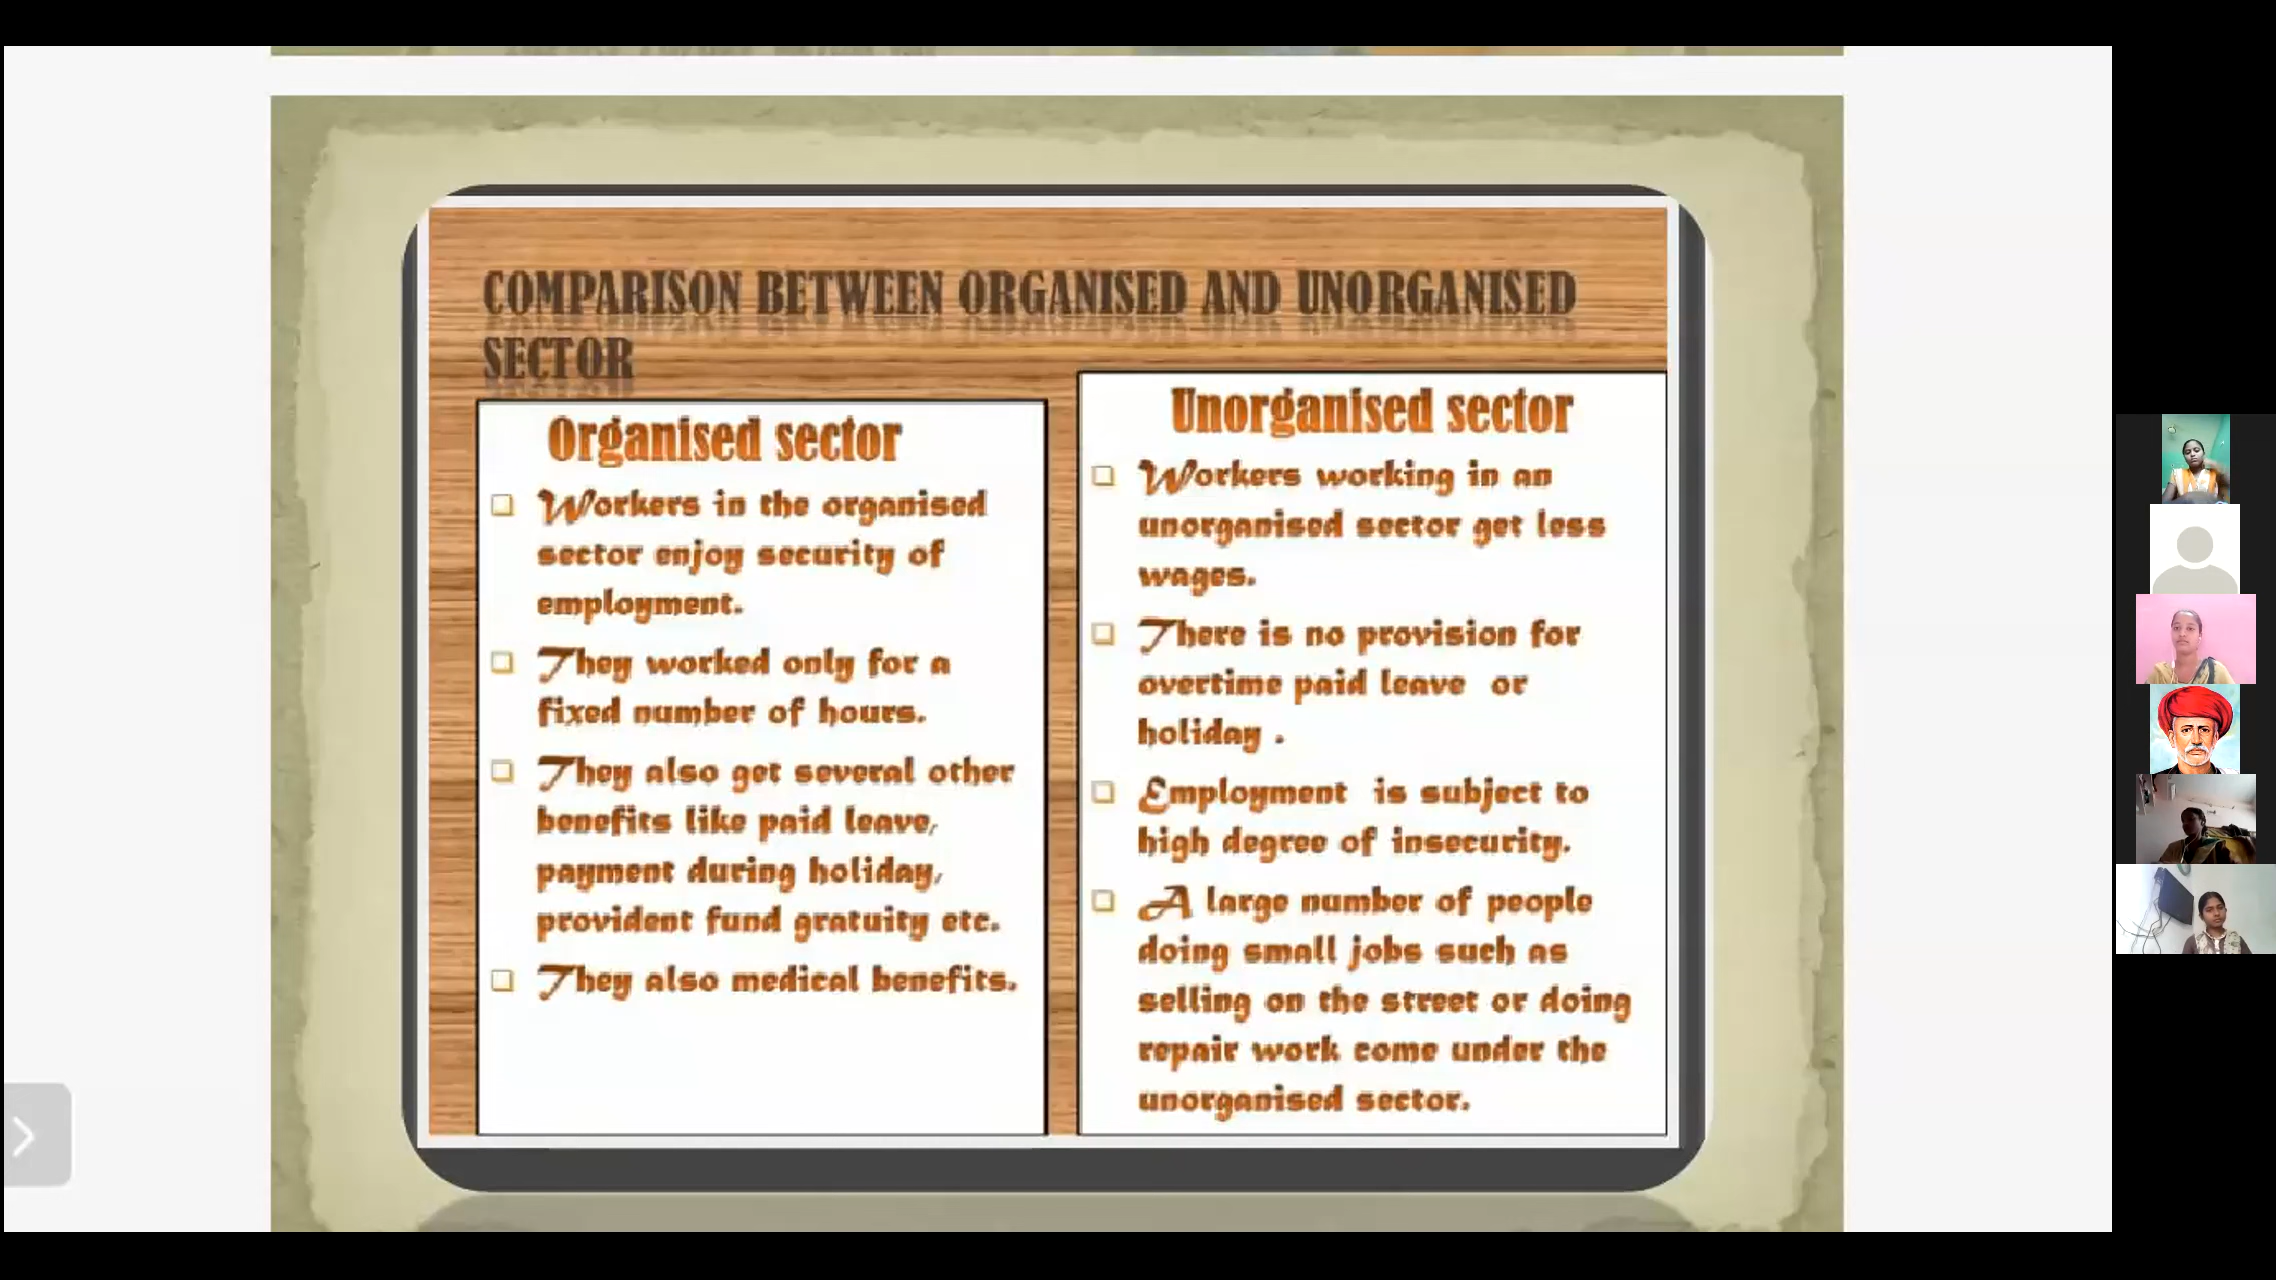 COMPARISON BETWEEN ORGANISED AND UNORGANISED
SECTOR
Organised sector
Workers in the organised
sector enjoy security of
employment.
They worked only for a
fixed number of hours.
They also get several other
benefits like paid leave,
payment during holiday,
provident fund gratuity etc.
They also medical benefits.
Unorganised sector
Workers working in an
unorganised sector get less
wages.
There is no provision for
overtime paid leave or
holiday .
Employment is subject to
high degree of insecurity.
A large number of people
doing small jobs such as
selling on the street or doing
repair work come under the
unorganised sector.